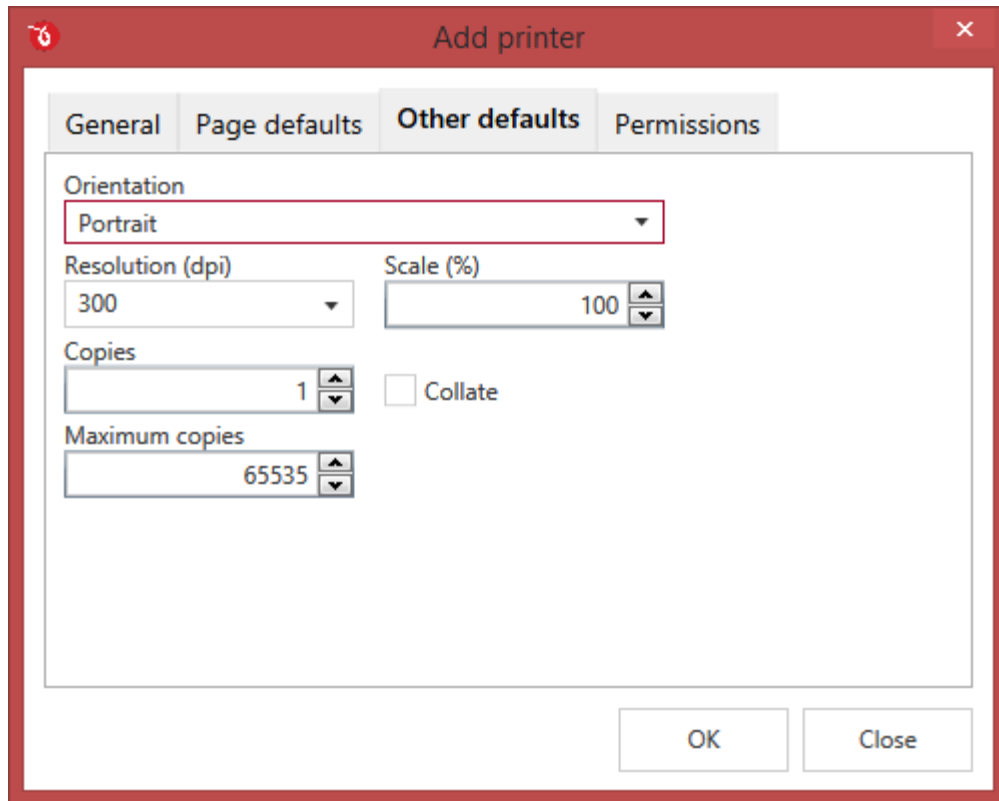 Add printer
General Page defaults Other defaults Permissions
Orientation
Portrait
Resolution (dpi) Scale (%)
300 100
Copies
1 Collate
Maximum copies
65535
OK Close